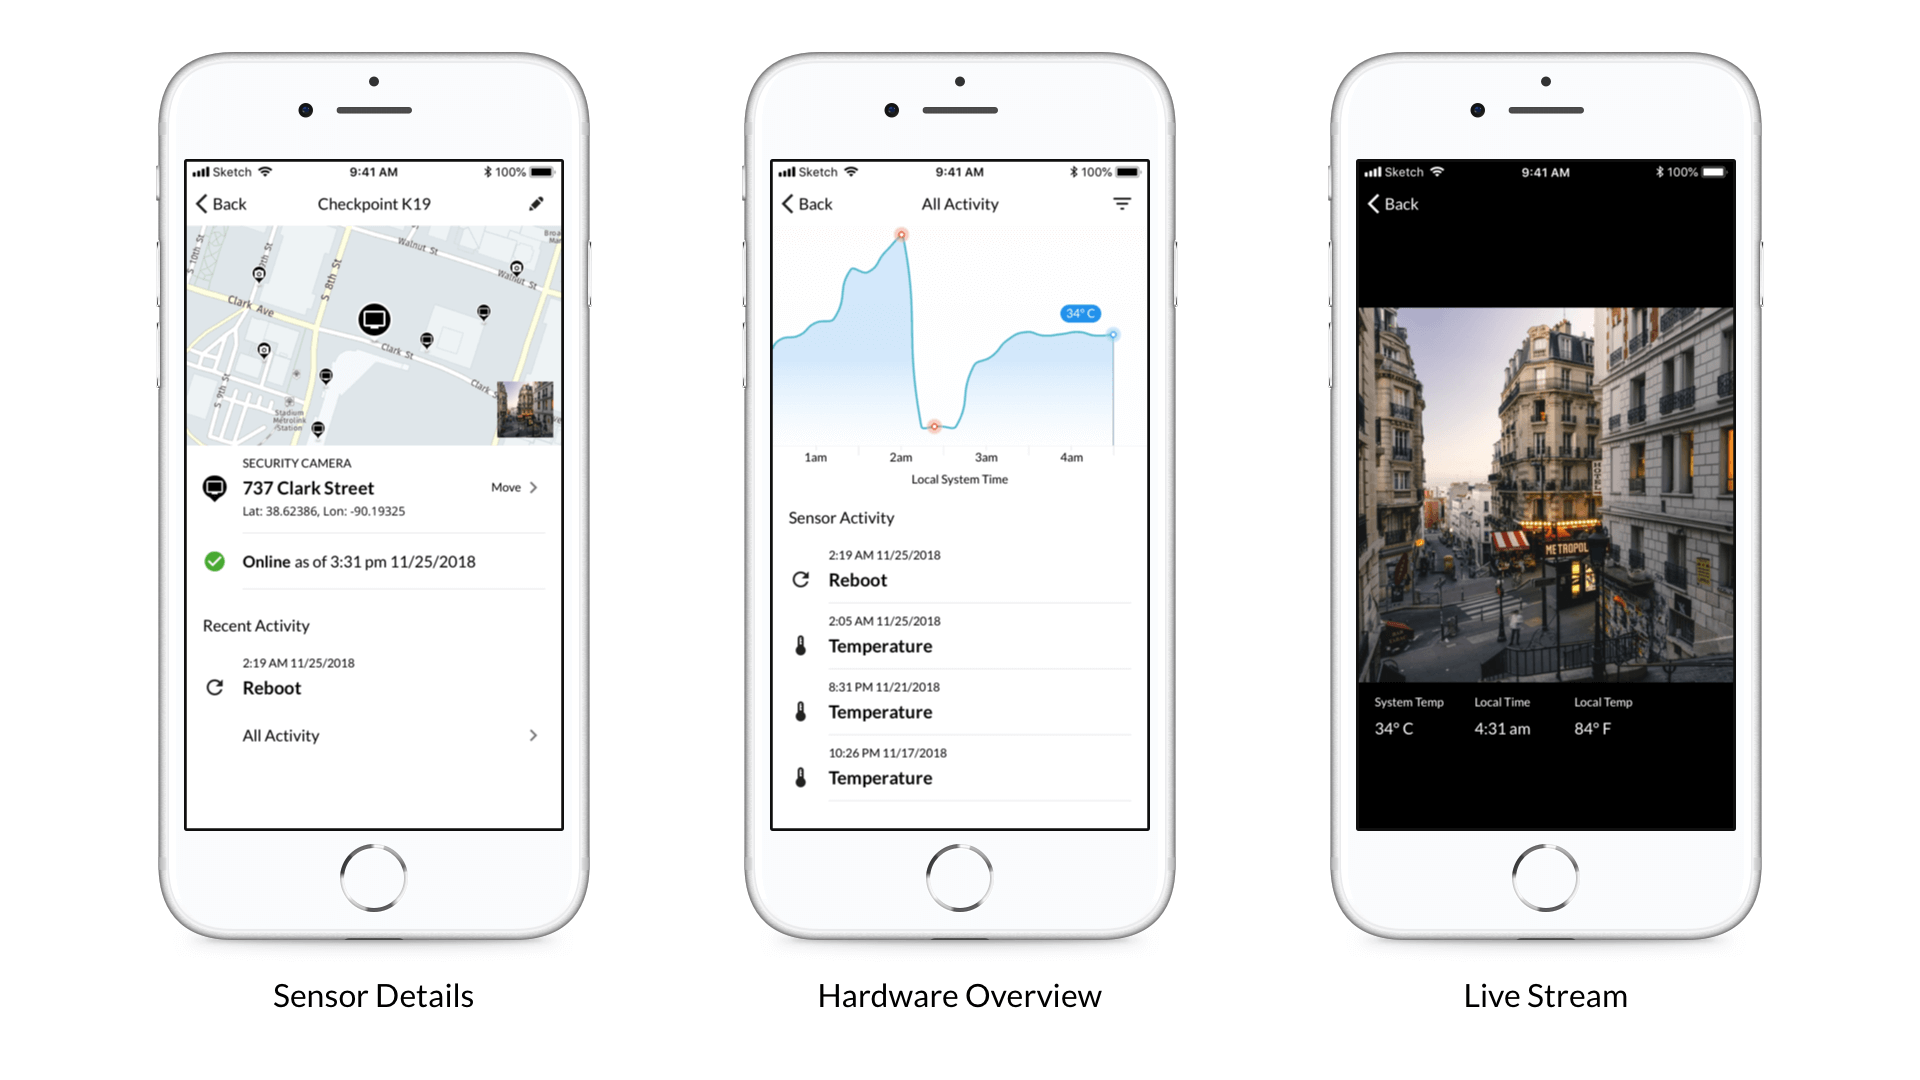 Sketch 9:41 AM 100%
Back Checkpoint K19
S 10th St
9th St
S 8th St
Walnut St
Walnut St
Clark Ave
Clark St
Clark S
S 9th St
Stadium
Metrolink
Station
SECURITY CAMERA
737 Clark Street Move
Lat: 38.62386, Lon: -90.19325
Online as of 3:31 pm 11/25/2018
Recent Activity
2:19 AM 11/25/2018
Reboot
All Activity
Sensor Details
Sketch 9:41 AM 100%
Back All Activity
34° C
1am 2am 3am 4am
Local System Time
Sensor Activity
2:19 AM 11/25/2018
Reboot
2:05 AM 11/25/2018
Temperature
8:31 PM 11/21/2018
Temperature
10:26 PM 11/17/2018
Temperature
Hardware Overview
Sketch 9:41 AM 100%
Back
HOTEL
METROPOL
System Temp Local Time Local Temp
34° C 4:31 am 84° F
Live Stream